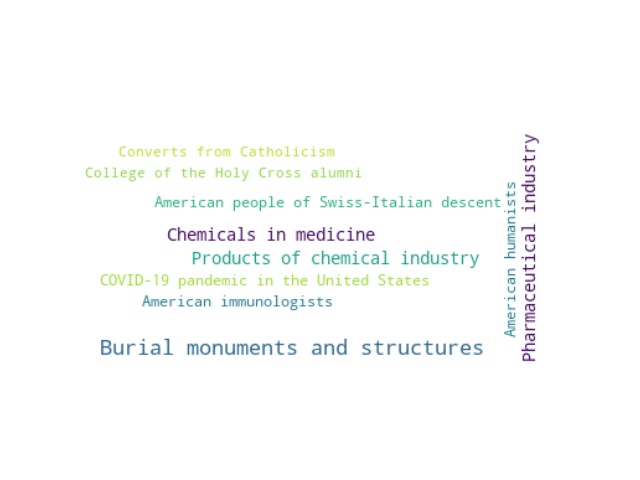 Converts from Catholicism
College of the Holy Cross alumni
American people of Swiss-Italian descent
Chemicals in medicine
Products of chemical industry
COVID-19 pandemic in the United States
American immunologists
Burial monuments and structures
American humanists
Pharmaceutical industry